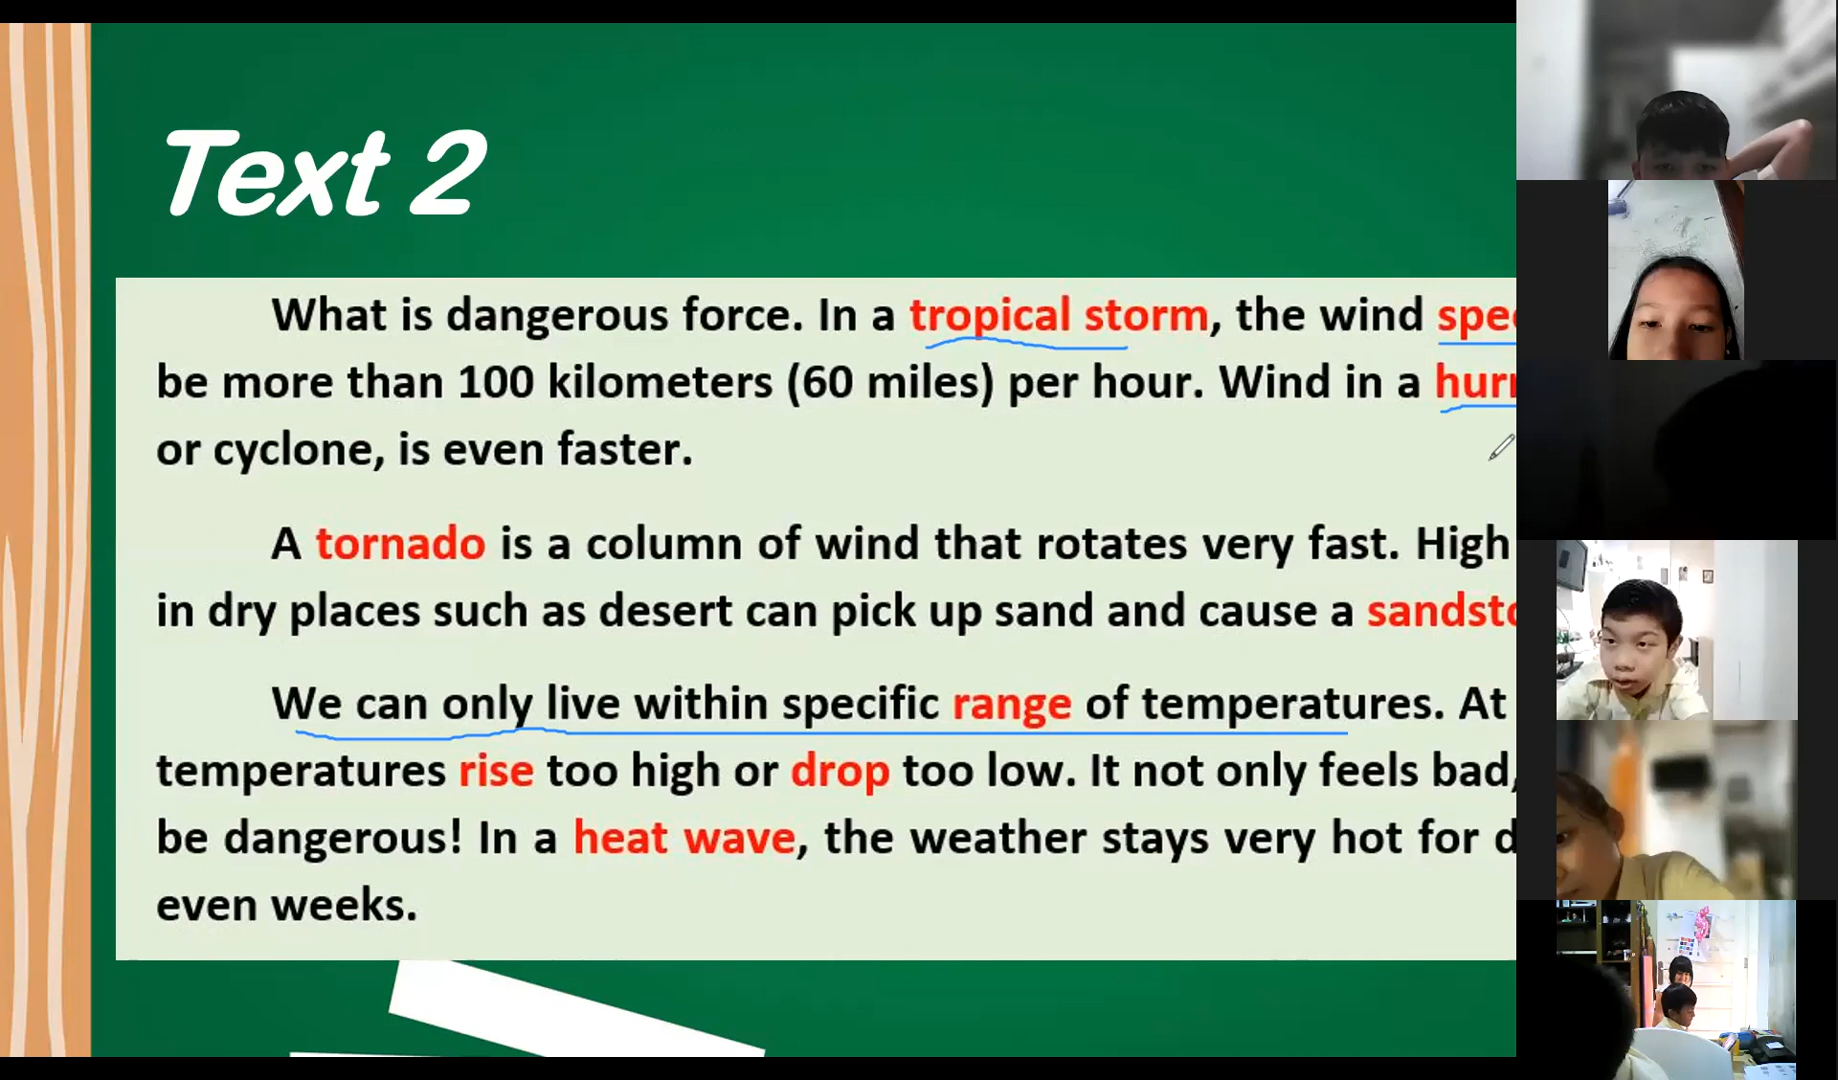 Text 2
What is dangerous force. In a tropical storm, the wind
be more than 100 kilometers (60 miles) per hour. Wind in a
or cyclone, is even faster.
A tornado is a column of wind that rotates very fast. High
in dry places such as desert can pick up sand and cause a
We can only live within specific range of temperatures. At
temperatures rise too high or drop too low. It not only feels bad,
be dangerous! In a heat wave, the weather stays very hot for
even weeks.